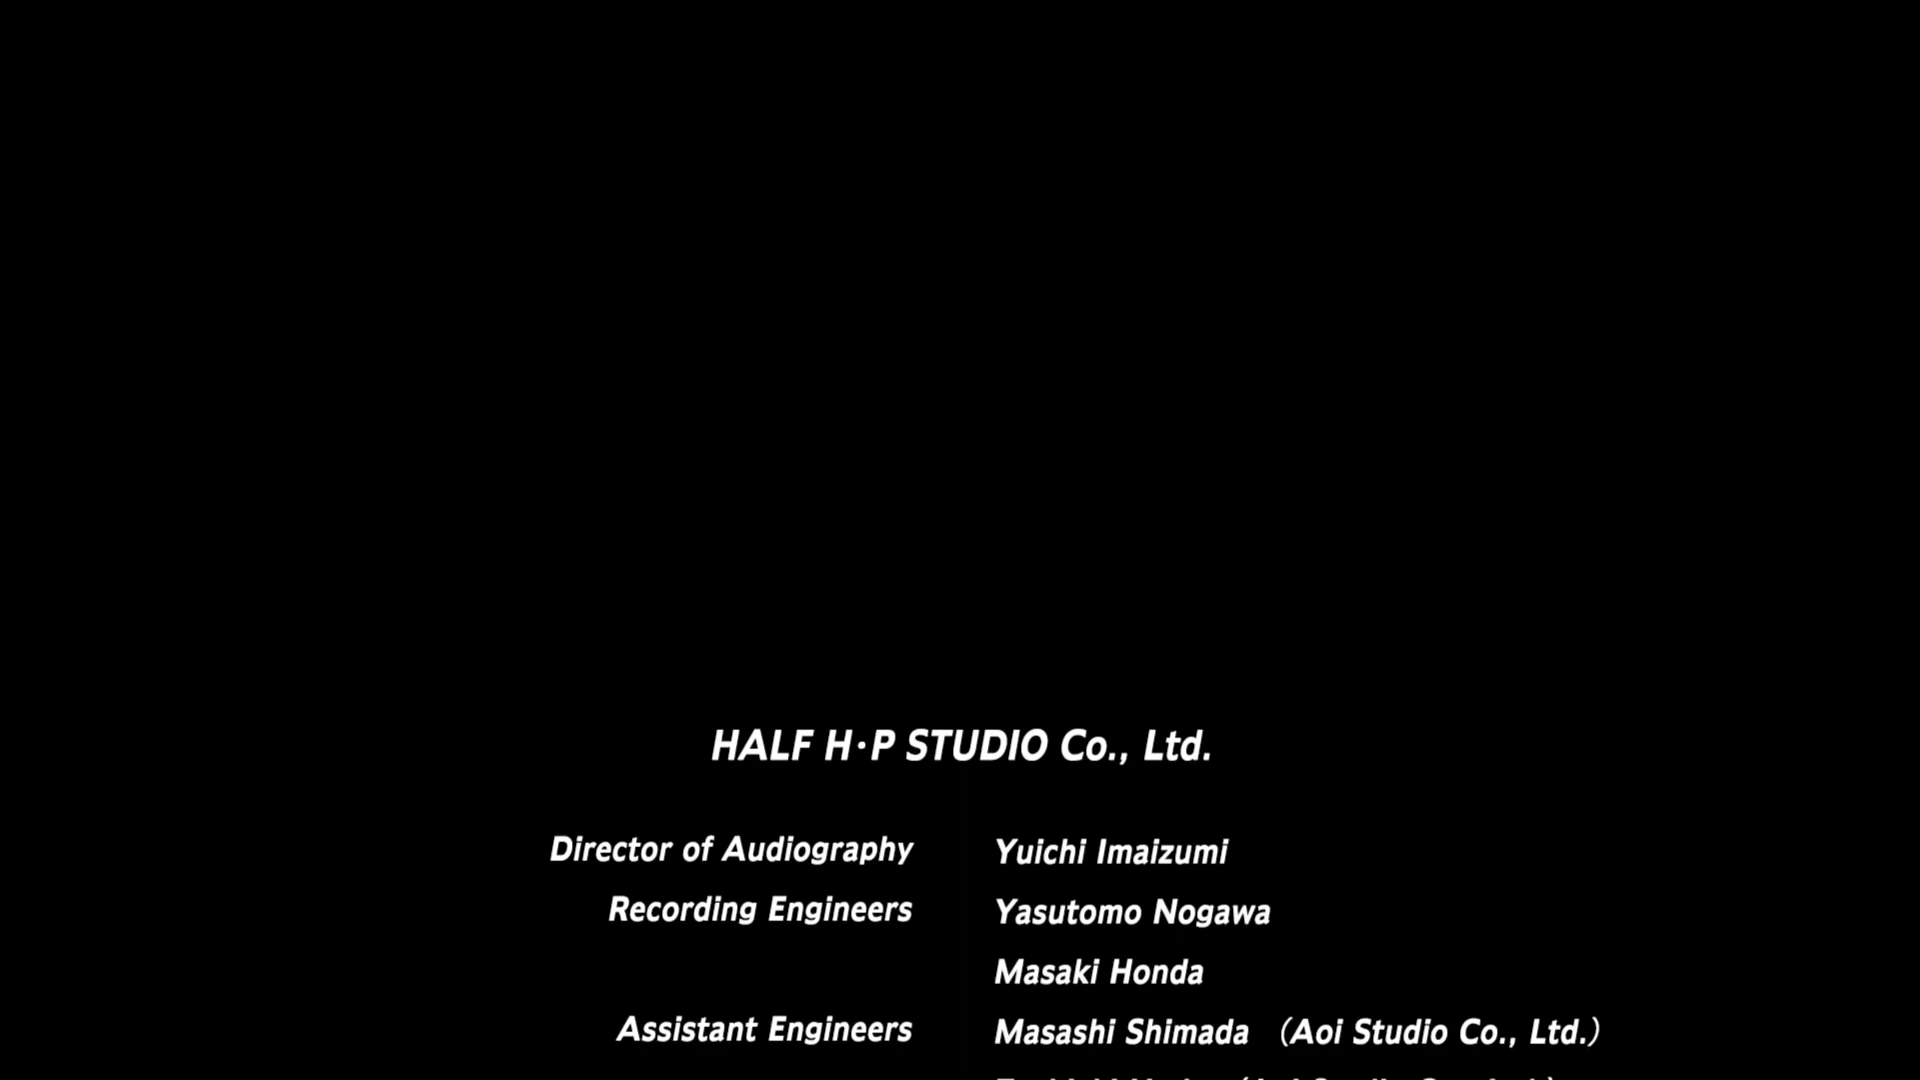 HALF H·P STUDIO Co., Ltd.
Director of Audiography Yuichi Imaizumi
Recording Engineers Yasutomo Nogawa
Masaki Honda
Assistant Engineers Masashi Shimada (Aoi Studio Co., Ltd.)